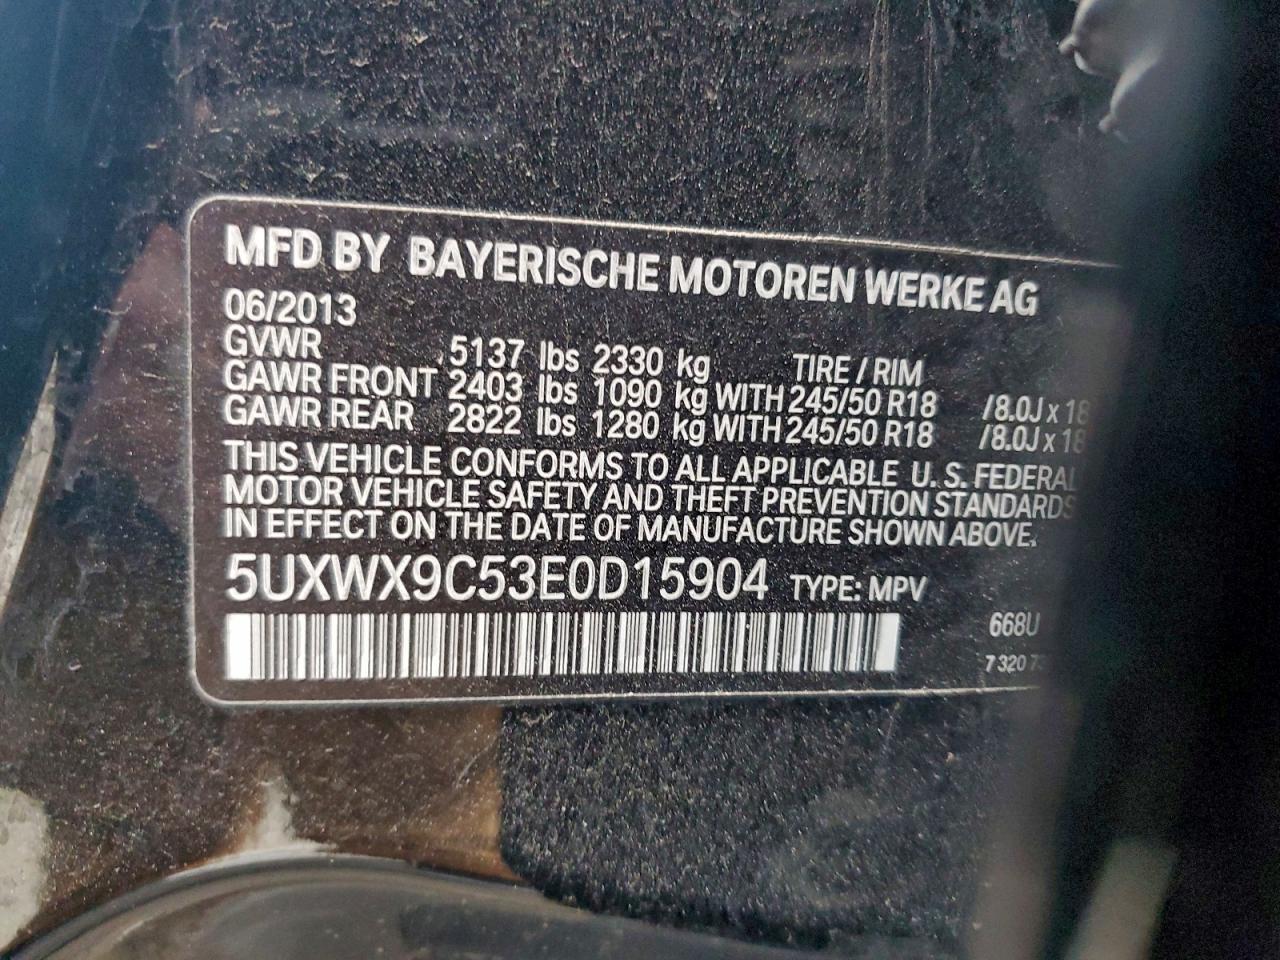 MFD BY BAYERISCHE MOTOREN WERKE AG
06/2013
GVWR 5137 lbs 2330 kg TIRE / RIM
GAWR FRONT 2403 lbs 1090 kg WITH 245/50 R18 /8.0J x 18
GAWR REAR 2822 lbs 1280 kg WITH 245/50 R18 /8.0J x 18
THIS VEHICLE CONFORMS TO ALL APPLICABLE U. S. FEDERAL
MOTOR VEHICLE SAFETY AND THEFT PREVENTION STANDARDS
IN EFFECT ON THE DATE OF MANUFACTURE SHOWN ABOVE.
5UXWX9C53E0D15904 TYPE: MPV
668U
7 320